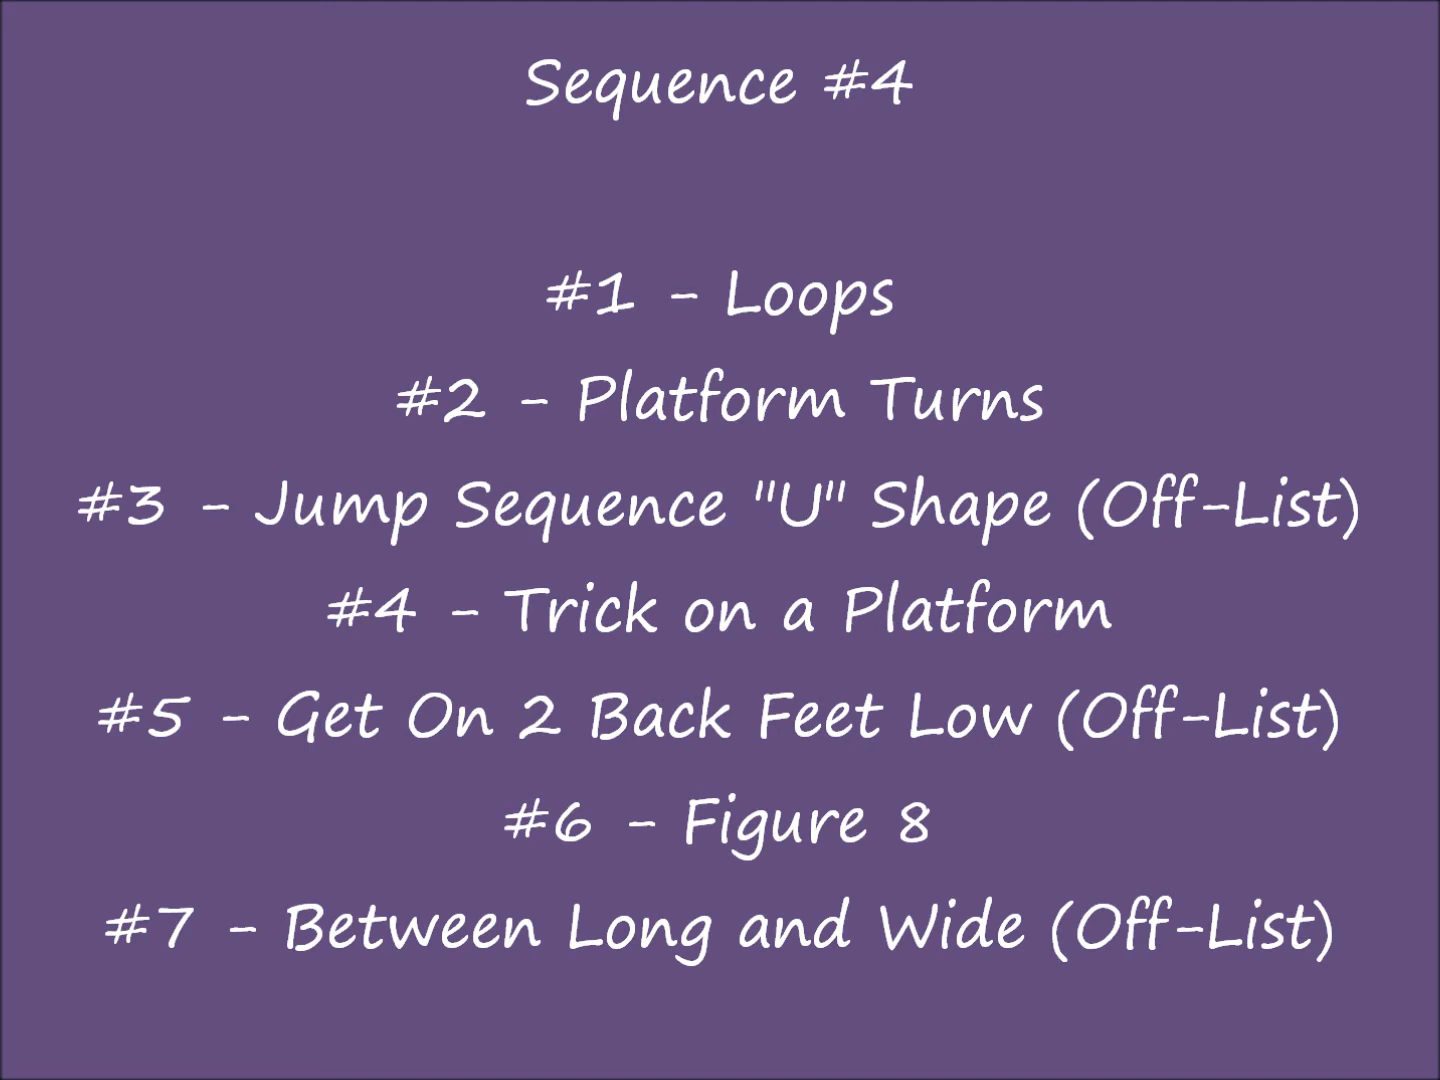 Sequence #4
#1 - Loops
#2 - Platform Turns
#3 - Jump Sequence "U" Shape (Off-List)
#4 - Trick on a Platform
#5 - Get On 2 Back Feet Low (Off-List)
#6 - Figure 8
#7 - Between Long and Wide (Off-List)